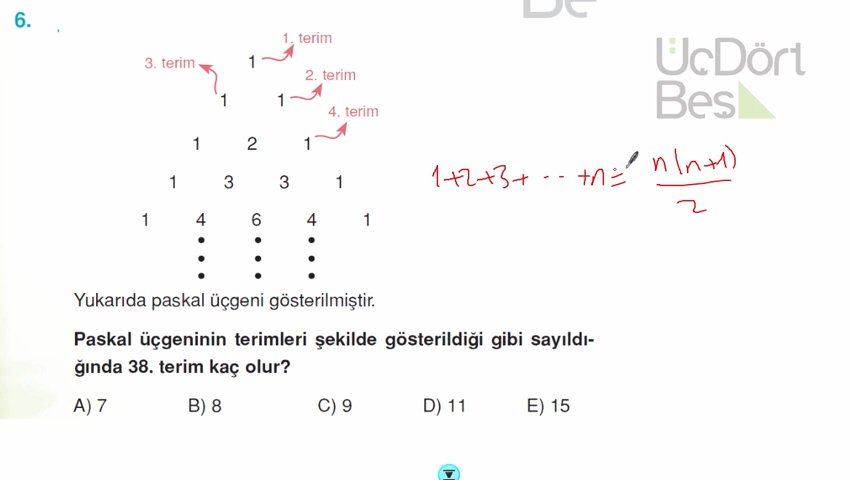 Be
6.
ÜçDört
Beş
1. terim
3. terim
1
2. terim
1 1
4. terim
1 2 1
1 3 3 1
1 4 6 4 1
1+2+3+ ---- +n = n(n+1)/2
Yukarıda paskal üçgeni gösterilmiştir.
Paskal üçgeninin terimleri şekilde gösterildiği gibi sayıldı-
ğında 38. terim kaç olur?
A) 7 B) 8 C) 9 D) 11 E) 15